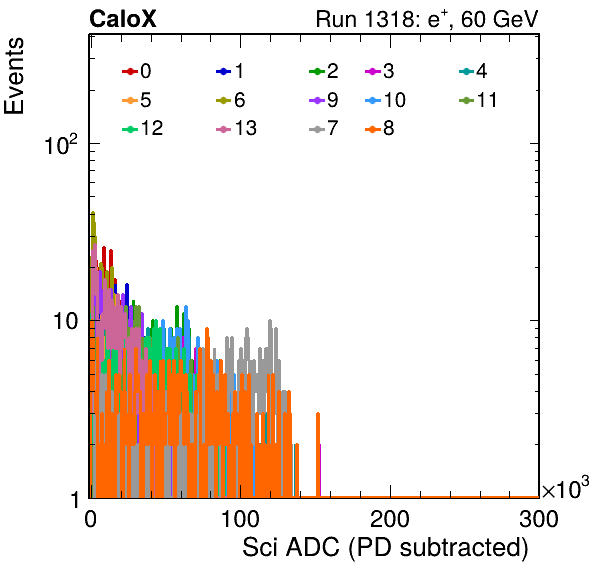 CaloX Run 1318: e⁺, 60 GeV
Events
0 1 2 3 4
5 6 9 10 11
12 13 7 8
10²
10
1
0 100 200 300
×10³
Sci ADC (PD subtracted)